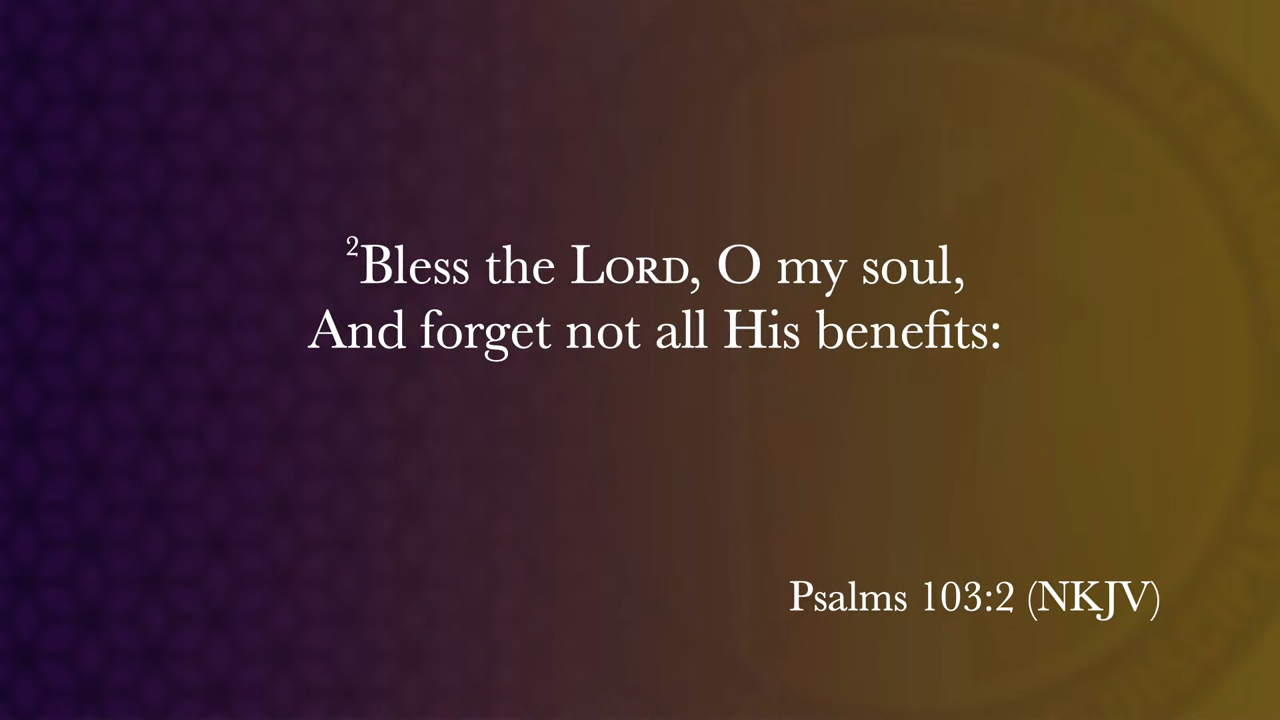 ²Bless the LORD, O my soul,
And forget not all His benefits:
Psalms 103:2 (NKJV)